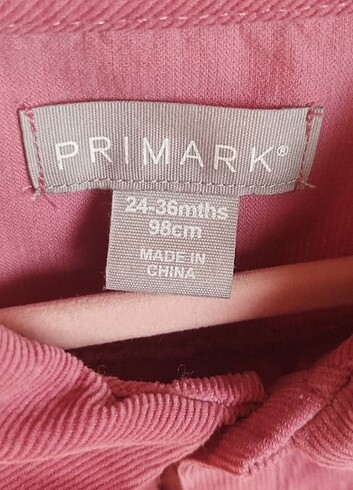 PRIMARK®
24-36mths
98cm
MADE IN
CHINA